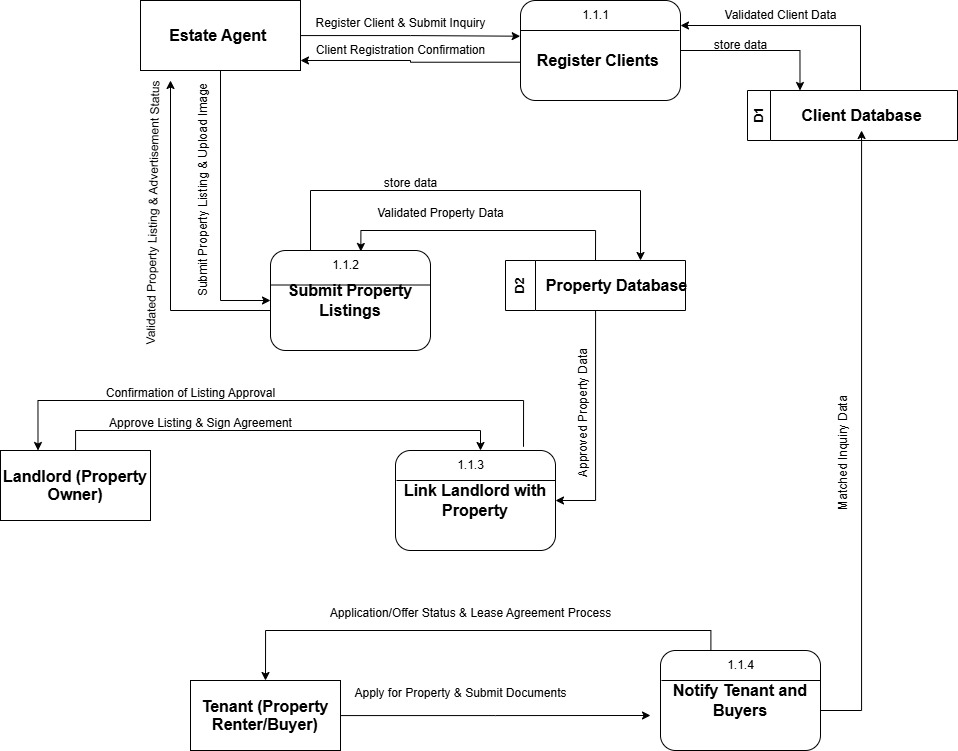 Estate Agent
Register Client & Submit Inquiry
Client Registration Confirmation
1.1.1
Register Clients
Validated Client Data
store data
D1
Client Database
Validated Property Listing & Advertisement Status
Submit Property Listing & Upload Image
store data
Validated Property Data
1.1.2
Submit Property
Listings
D2
Property Database
Confirmation of Listing Approval
Approve Listing & Sign Agreement
Landlord (Property
Owner)
1.1.3
Link Landlord with
Property
Approved Property Data
Matched Inquiry Data
Application/Offer Status & Lease Agreement Process
Tenant (Property
Renter/Buyer)
Apply for Property & Submit Documents
1.1.4
Notify Tenant and
Buyers